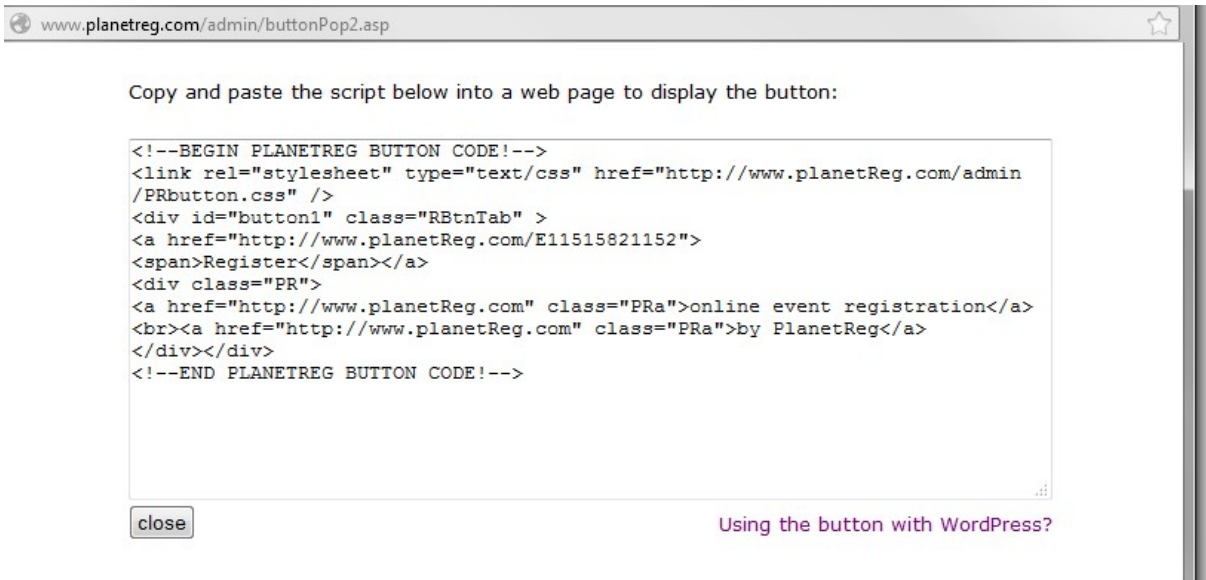 www.planetreg.com/admin/buttonPop2.asp
Copy and paste the script below into a web page to display the button:
<!--BEGIN PLANETREG BUTTON CODE!-->
<link rel="stylesheet" type="text/css" href="http://www.planetReg.com/admin
/PRbutton.css" />
<div id="button1" class="RBtnTab" >
<a href="http://www.planetReg.com/E11515821152">
<span>Register</span></a>
<div class="PR">
<a href="http://www.planetReg.com" class="PRa">online event registration</a>
<br><a href="http://www.planetReg.com" class="PRa">by PlanetReg</a>
</div></div>
<!--END PLANETREG BUTTON CODE!-->
close
Using the button with WordPress?